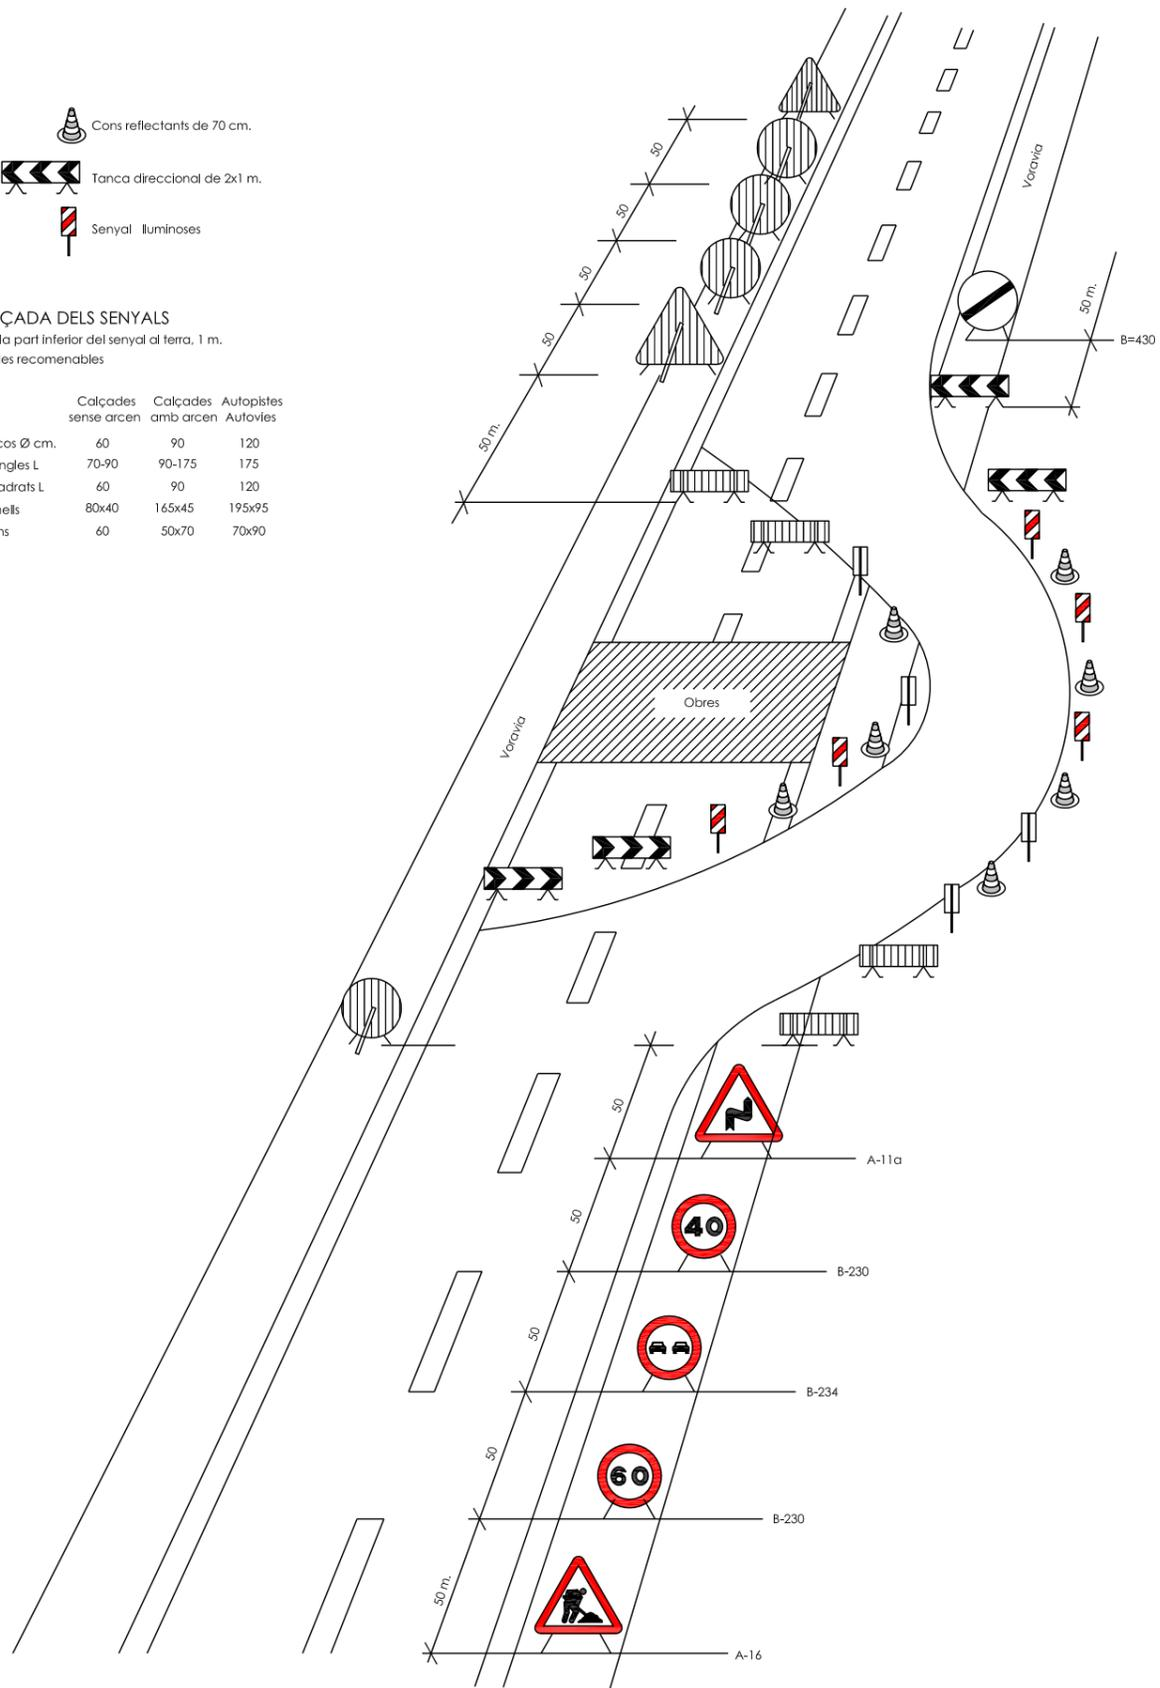 Cons reflectants de 70 cm.
Tanca direccional de 2x1 m.
Senyal lluminoses
ÇADA DELS SENYALS
la part inferior del senyal al terra, 1 m.
les recomenables
Calçades Calçades Autopistes
sense arcen amb arcen Autovies
cos Ø cm. 60 90 120
ngles L 70-90 90-175 175
adrats L 60 90 120
ells 80x40 165x45 195x95
ns 60 50x70 70x90
50
50
50
50
50 m.
Voravia
50 m.
B=430
Obres
Voravia
50
A-11a
40
50
B-230
50
B-234
50
60
B-230
50 m.
A-16